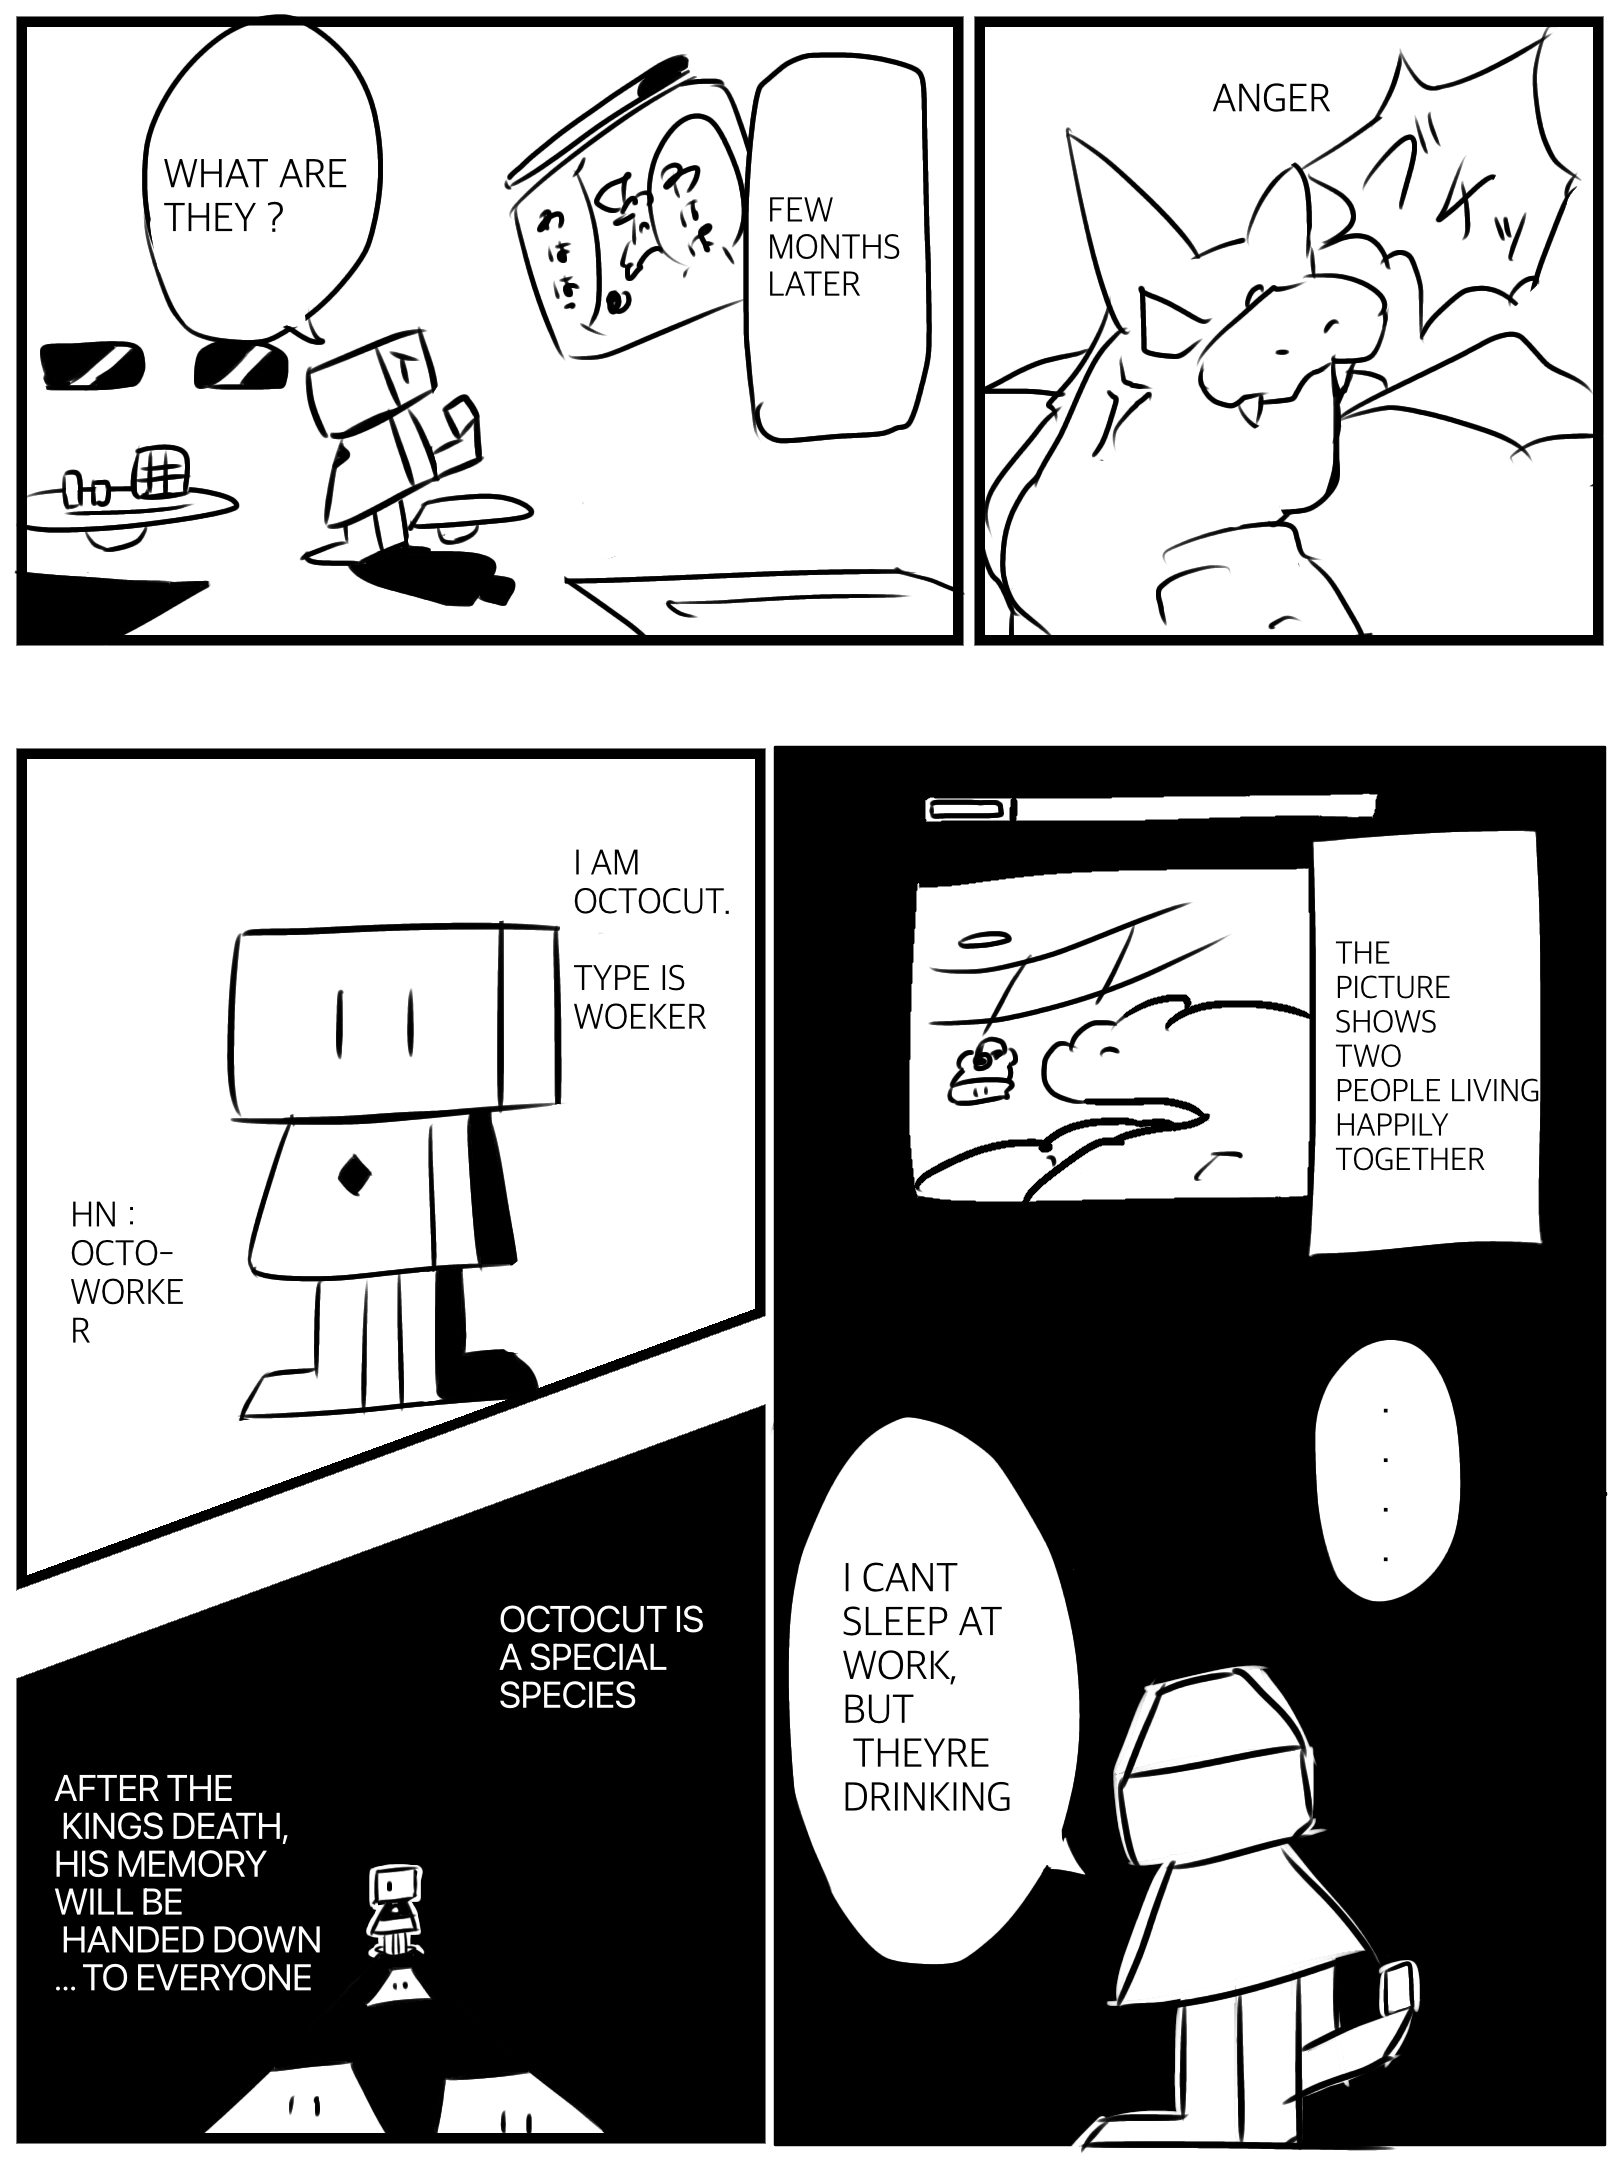 ANGER
FEW
MONTHS
LATER
WHAT ARE
THEY ?
THE
PICTURE
SHOWS
TWO
PEOPLE LIVING
HAPPILY
TOGETHER
.
.
.
.
I CANT
SLEEP AT
WORK,
BUT
THEYRE
DRINKING
I AM
OCTOCUT.
TYPE IS
WOEKER
HN :
OCTO-
WORKE
R
OCTOCUT IS
A SPECIAL
SPECIES
AFTER THE
KINGS DEATH,
HIS MEMORY
WILL BE
HANDED DOWN
... TO EVERYONE